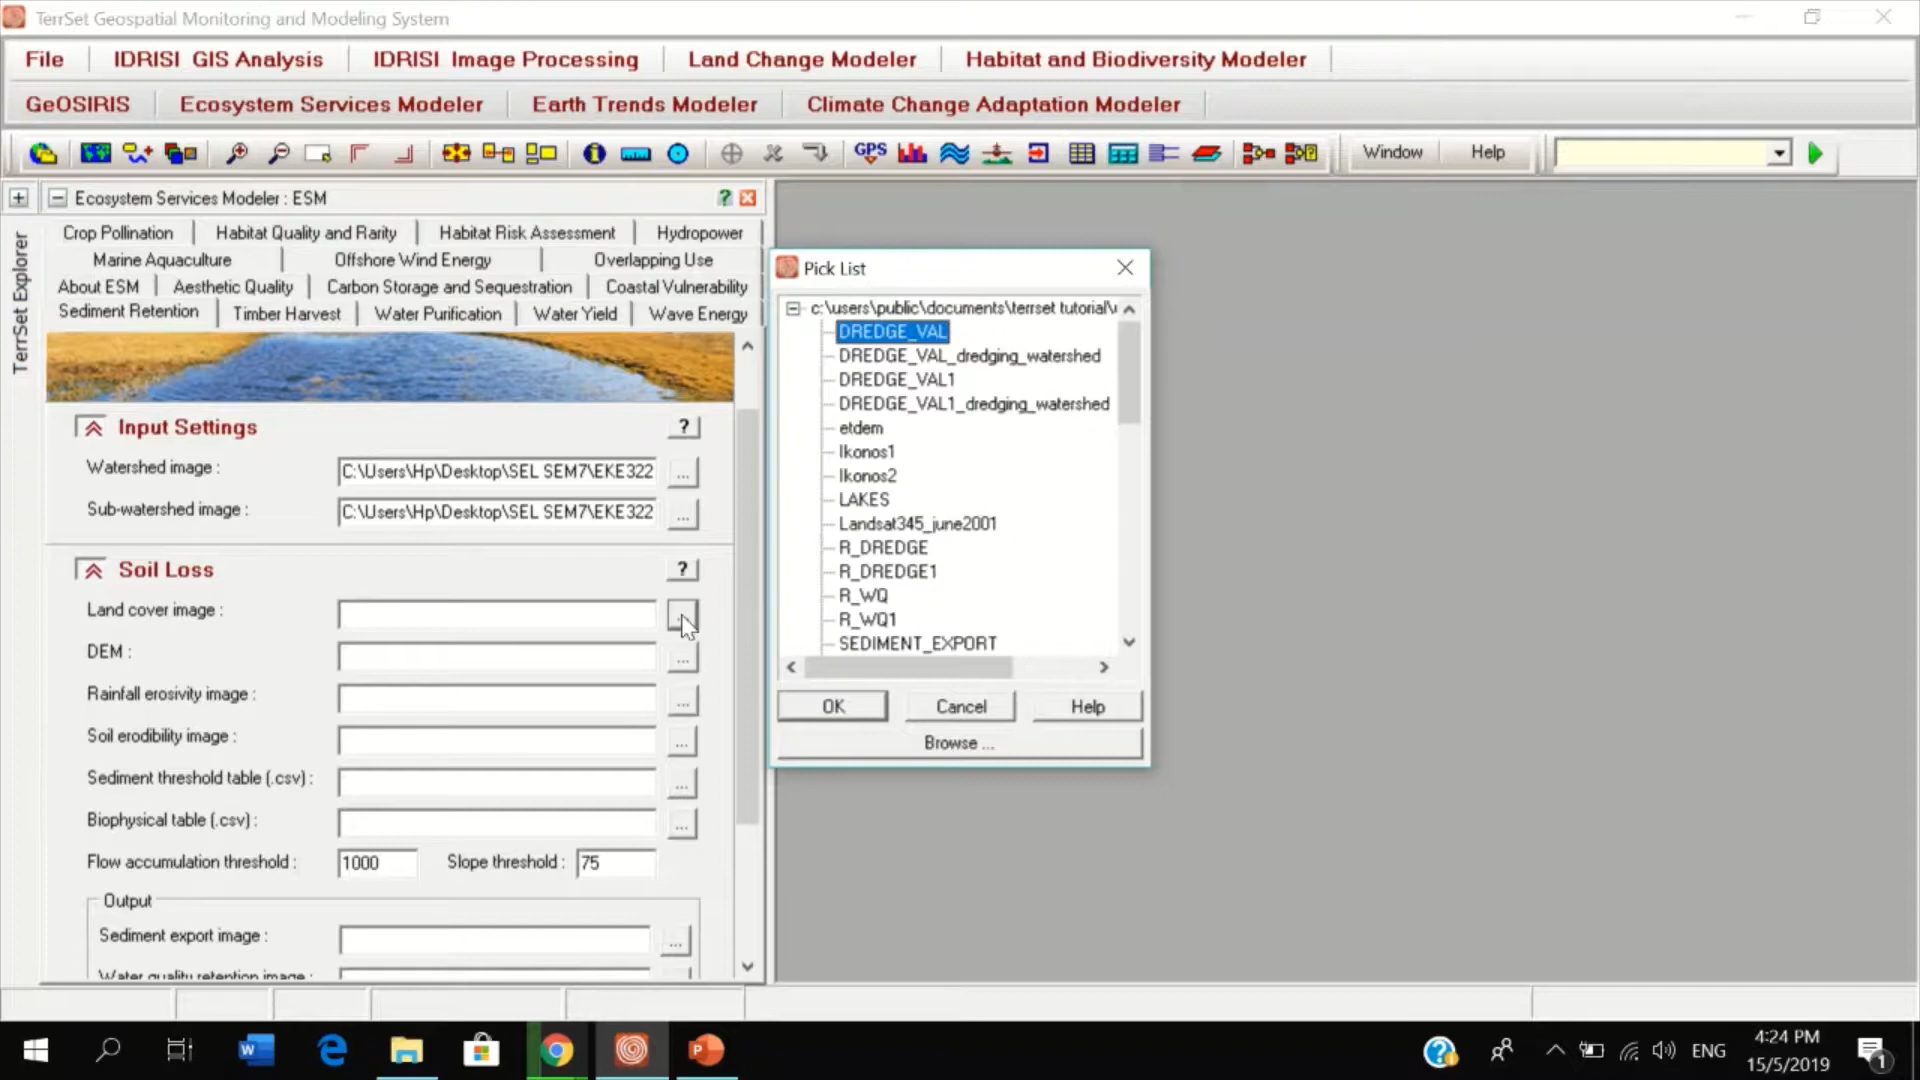 TerrSet Geospatial Monitoring and Modeling System
File IDRISI GIS Analysis IDRISI Image Processing Land Change Modeler Habitat and Biodiversity Modeler
GeOSIRIS Ecosystem Services Modeler Earth Trends Modeler Climate Change Adaptation Modeler
GPS Window Help
TerrSet Explorer
Ecosystem Services Modeler : ESM
Crop Pollination Habitat Quality and Rarity Habitat Risk Assessment Hydropower
Marine Aquaculture Offshore Wind Energy Overlapping Use
About ESM Aesthetic Quality Carbon Storage and Sequestration Coastal Vulnerability
Sediment Retention Timber Harvest Water Purification Water Yield Wave Energy
Input Settings ?
Watershed image : C:\Users\Hp\Desktop\SEL SEM7\EKE322 ...
Sub-watershed image : C:\Users\Hp\Desktop\SEL SEM7\EKE322 ...
Soil Loss ?
Land cover image :
DEM : ...
Rainfall erosivity image : ...
Soil erodibility image : ...
Sediment threshold table (.csv) : ...
Biophysical table (.csv) : ...
Flow accumulation threshold : 1000 Slope threshold : 75
Output
Sediment export image : ...
Water quality retention image :
Pick List
c:\users\public\documents\terrset tutorial\
DREDGE_VAL
DREDGE_VAL_dredging_watershed
DREDGE_VAL1
DREDGE_VAL1_dredging_watershed
etdem
Ikonos1
Ikonos2
LAKES
Landsat345_june2001
R_DREDGE
R_DREDGE1
R_WQ
R_WQ1
SEDIMENT_EXPORT
OK Cancel Help
Browse ...
ENG
4:24 PM
15/5/2019
1